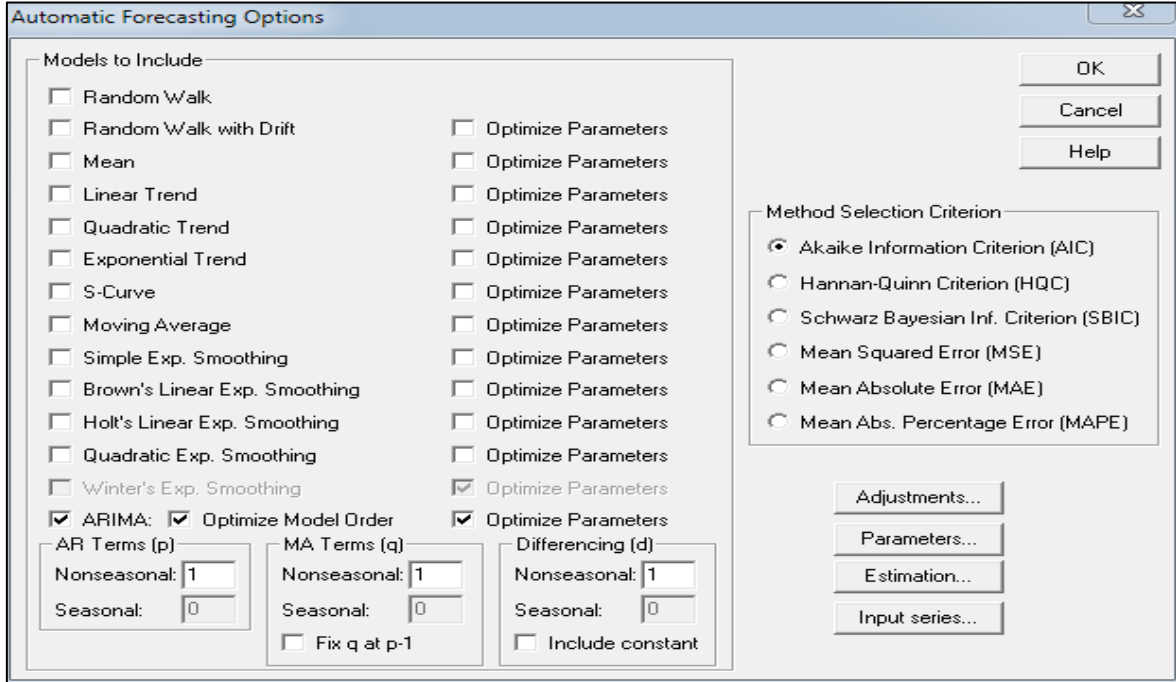 Automatic Forecasting Options
Models to Include
Random Walk
Random Walk with Drift Optimize Parameters
Mean Optimize Parameters
Linear Trend Optimize Parameters
Quadratic Trend Optimize Parameters
Exponential Trend Optimize Parameters
S-Curve Optimize Parameters
Moving Average Optimize Parameters
Simple Exp. Smoothing Optimize Parameters
Brown's Linear Exp. Smoothing Optimize Parameters
Holt's Linear Exp. Smoothing Optimize Parameters
Quadratic Exp. Smoothing Optimize Parameters
Winter's Exp. Smoothing Optimize Parameters
ARIMA: Optimize Model Order Optimize Parameters
AR Terms (p)
Nonseasonal: 1
Seasonal: 0
MA Terms (q)
Nonseasonal: 1
Seasonal: 0
Fix q at p-1
Differencing (d)
Nonseasonal: 1
Seasonal: 0
Include constant
OK
Cancel
Help
Method Selection Criterion
Akaike Information Criterion (AIC)
Hannan-Quinn Criterion (HQC)
Schwarz Bayesian Inf. Criterion (SBIC)
Mean Squared Error (MSE)
Mean Absolute Error (MAE)
Mean Abs. Percentage Error (MAPE)
Adjustments...
Parameters...
Estimation...
Input series...